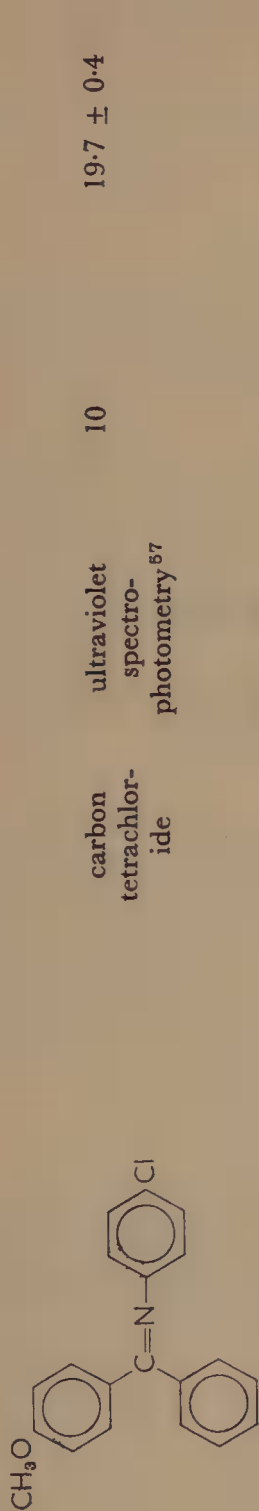 CH₃O
C=N
Cl
carbon
tetrachlor-
ide
ultraviolet
spectro-
photometry⁵⁷
10
19·7 ± 0·4